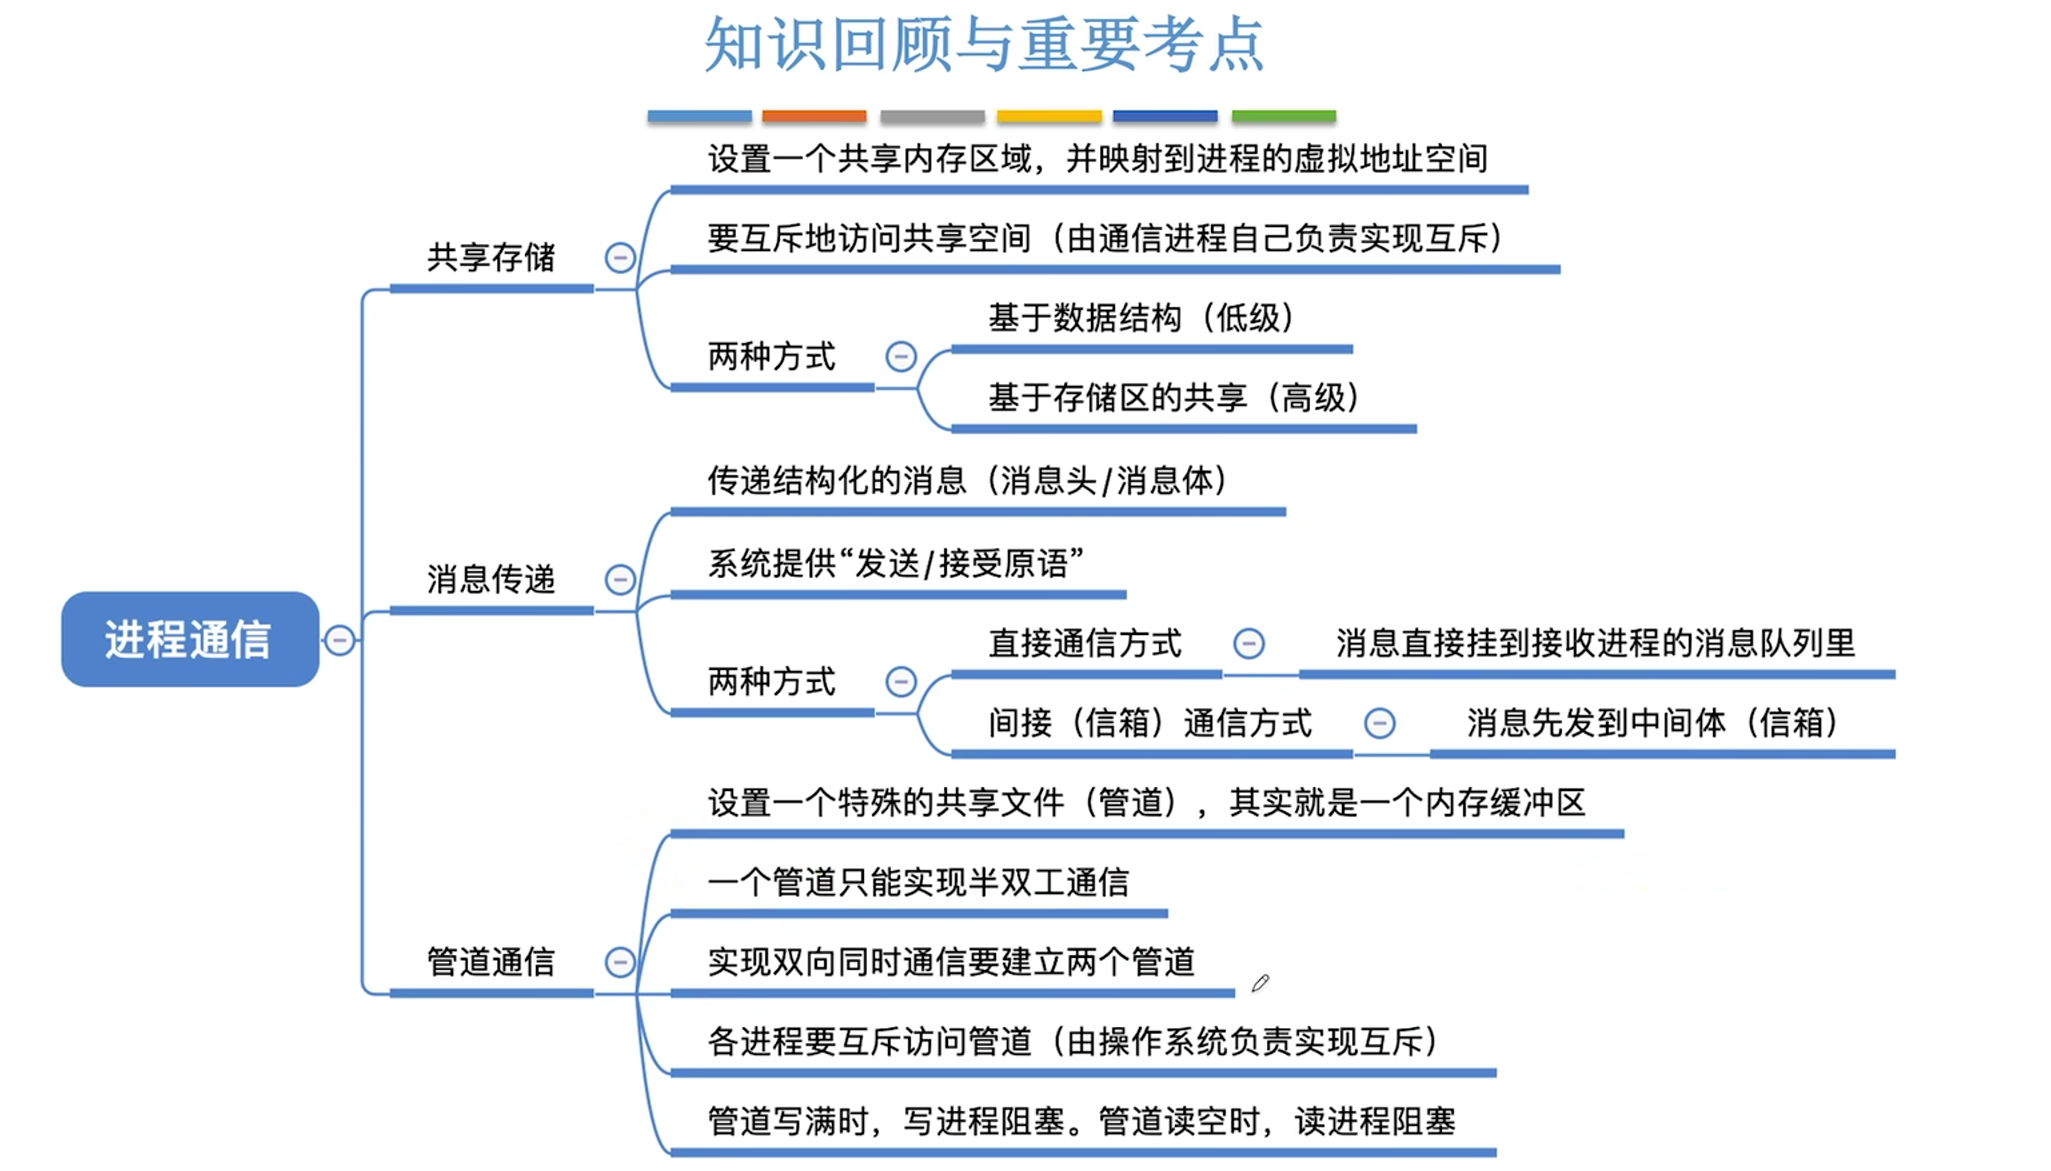 知识回顾与重要考点
进程通信
共享存储
设置一个共享内存区域，并映射到进程的虚拟地址空间
要互斥地访问共享空间（由通信进程自己负责实现互斥）
两种方式
基于数据结构（低级）
基于存储区的共享（高级）
消息传递
传递结构化的消息（消息头/消息体）
系统提供“发送/接受原语”
两种方式
直接通信方式
消息直接挂到接收进程的消息队列里
间接（信箱）通信方式
消息先发到中间体（信箱）
管道通信
设置一个特殊的共享文件（管道），其实就是一个内存缓冲区
一个管道只能实现半双工通信
实现双向同时通信要建立两个管道
各进程要互斥访问管道（由操作系统负责实现互斥）
管道写满时，写进程阻塞。管道读空时，读进程阻塞